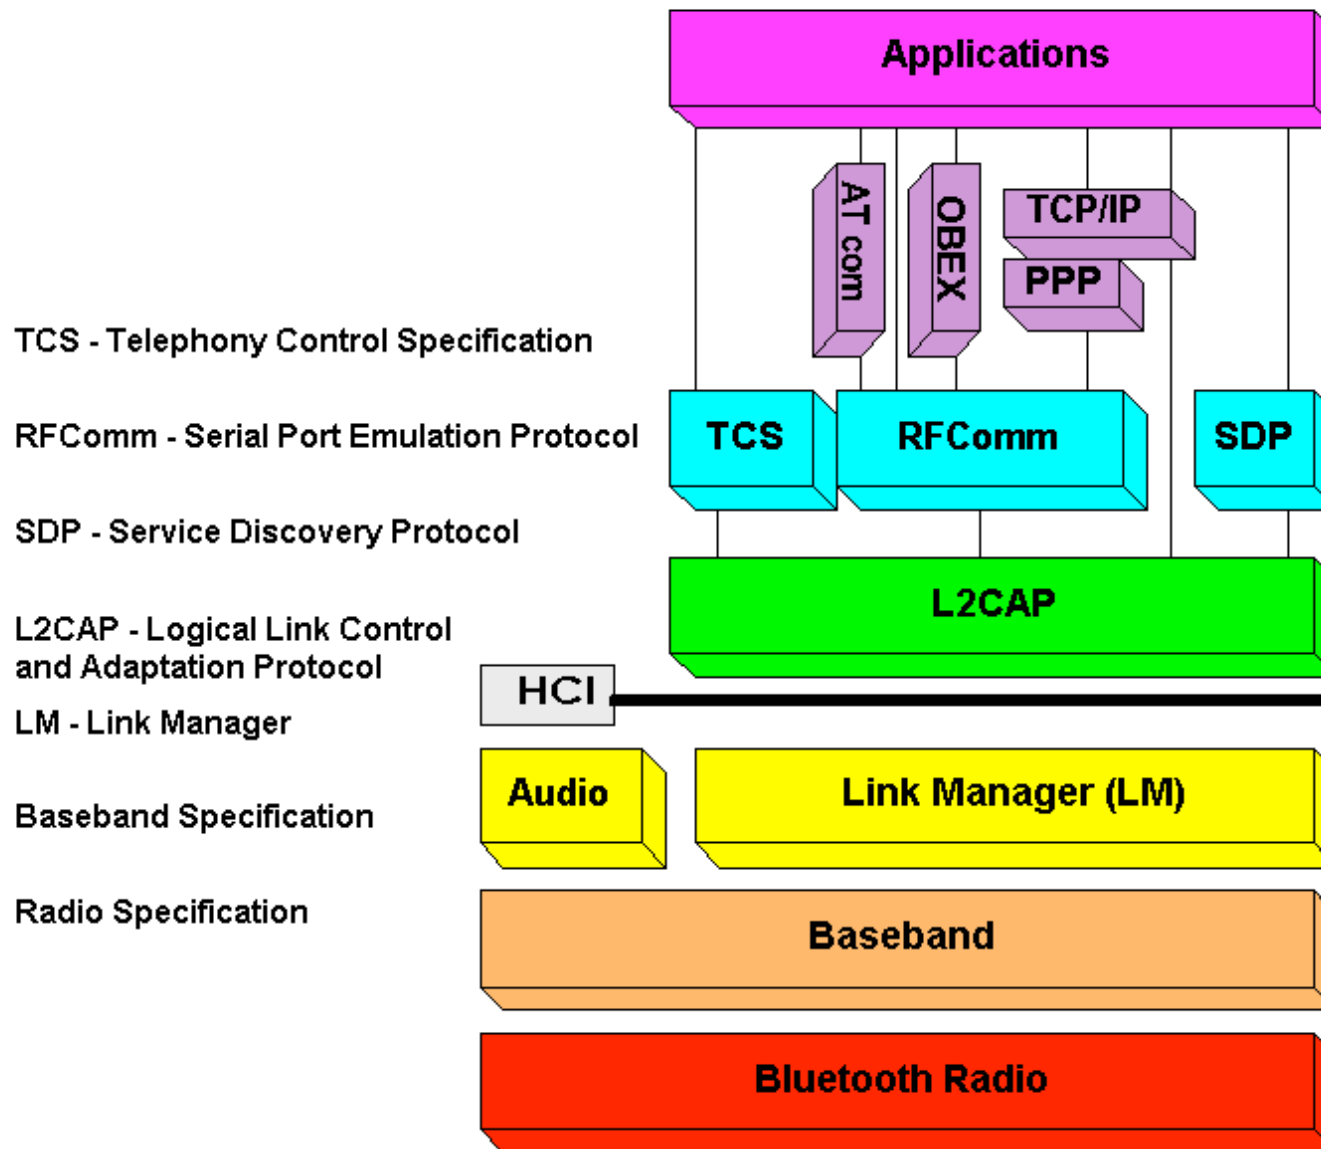 Applications
AT com
OBEX
TCP/IP
PPP
TCS - Telephony Control Specification
RFComm - Serial Port Emulation Protocol
TCS
RFComm
SDP
SDP - Service Discovery Protocol
L2CAP
L2CAP - Logical Link Control
and Adaptation Protocol
HCI
LM - Link Manager
Audio
Link Manager (LM)
Baseband Specification
Radio Specification
Baseband
Bluetooth Radio